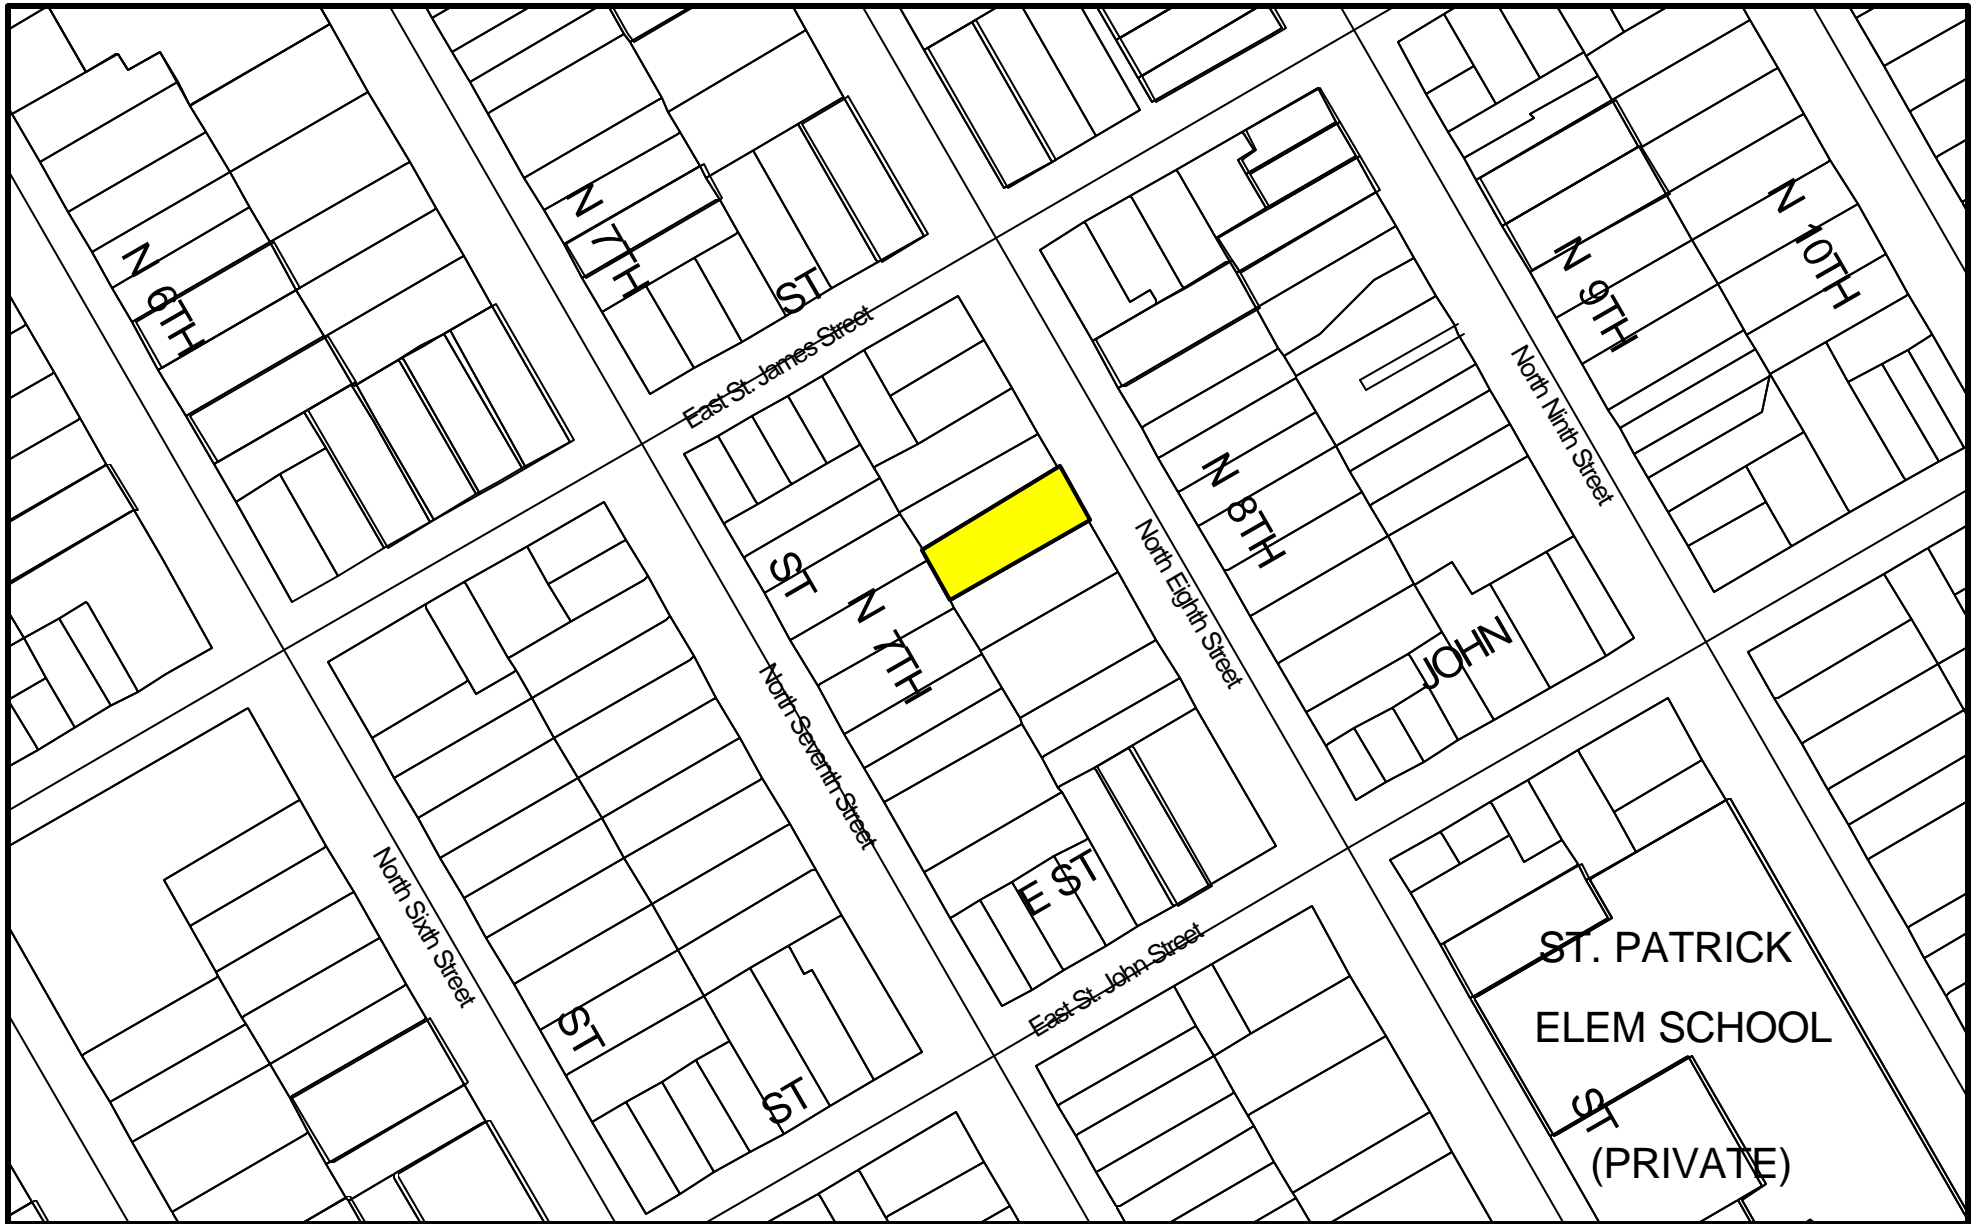 N 6TH
N 7TH
ST
East St. James Street
N 9TH
N 10TH
North Ninth Street
N 8TH
North Eighth Street
ST
N 7TH
JOHN
North Seventh Street
E ST
North Sixth Street
East St. John Street
ST. PATRICK
ELEM SCHOOL
ST
ST
ST
(PRIVATE)